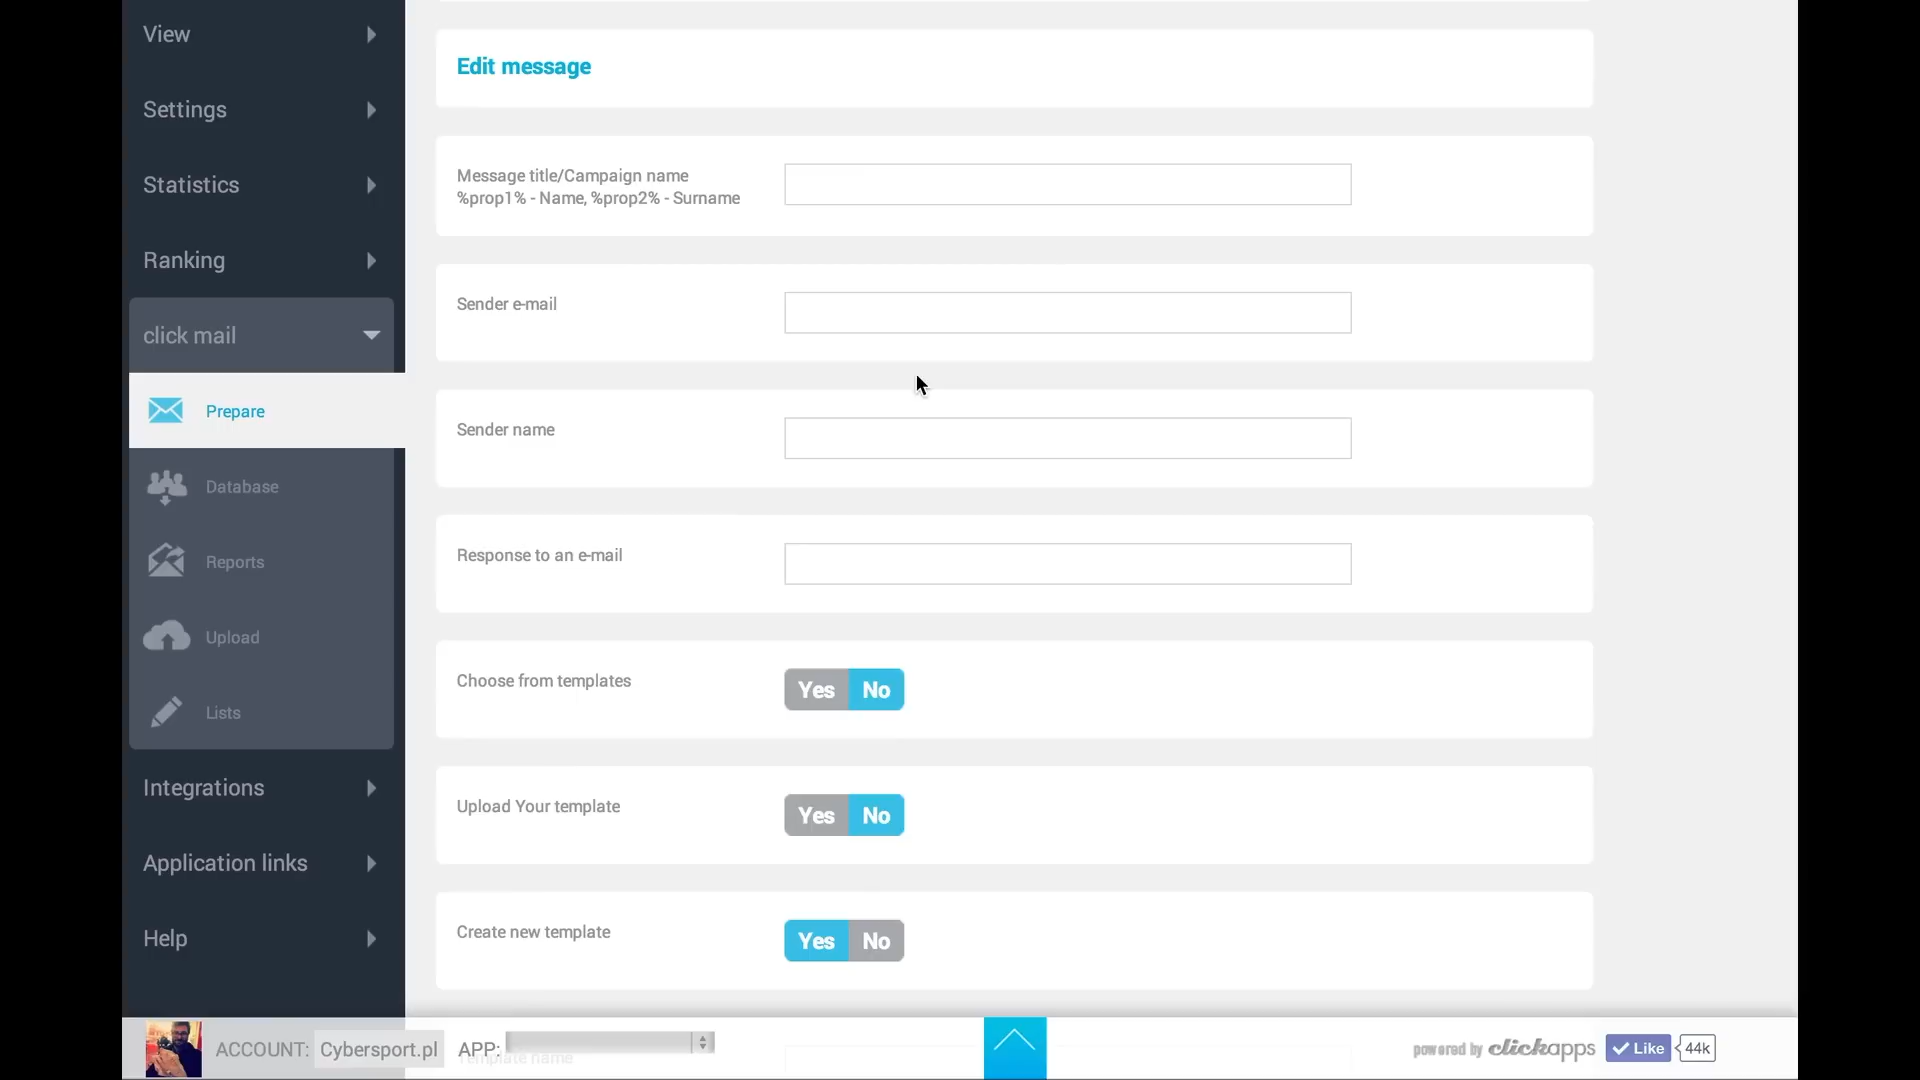 View
Settings
Statistics
Ranking
click mail
Prepare
Database
Reports
Upload
Lists
Integrations
Application links
Help
Edit message
Message title/Campaign name
%prop1% - Name, %prop2% - Surname
Sender e-mail
Sender name
Response to an e-mail
Choose from templates
Yes No
Upload Your template
Yes No
Create new template
Yes No
Template name
ACCOUNT: Cybersport.pl APP:
powered by clickapps Like 44k